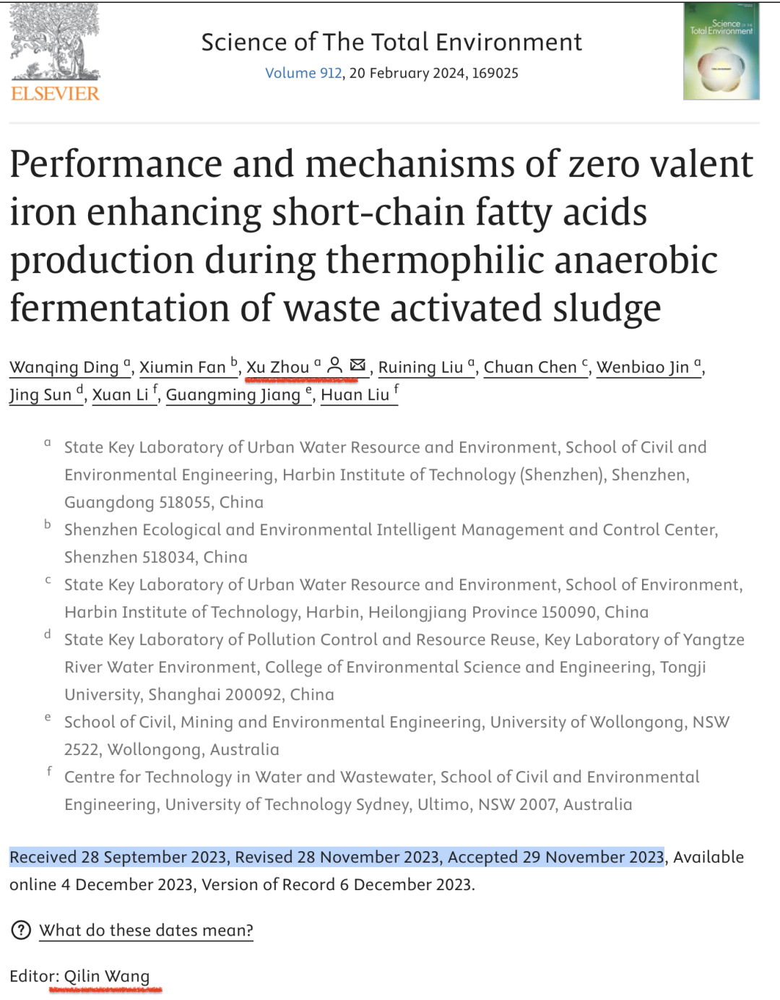 Science of The Total Environment
Volume 912, 20 February 2024, 169025
ELSEVIER
Science OF THE
Total Environment
Performance and mechanisms of zero valent
iron enhancing short-chain fatty acids
production during thermophilic anaerobic
fermentation of waste activated sludge
Wanqing Ding a, Xiumin Fan b, Xu Zhou a, Ruining Liu a, Chuan Chen c, Wenbiao Jin a,
Jing Sun d, Xuan Li f, Guangming Jiang e, Huan Liu f
a State Key Laboratory of Urban Water Resource and Environment, School of Civil and
Environmental Engineering, Harbin Institute of Technology (Shenzhen), Shenzhen,
Guangdong 518055, China
b Shenzhen Ecological and Environmental Intelligent Management and Control Center,
Shenzhen 518034, China
c State Key Laboratory of Urban Water Resource and Environment, School of Environment,
Harbin Institute of Technology, Harbin, Heilongjiang Province 150090, China
d State Key Laboratory of Pollution Control and Resource Reuse, Key Laboratory of Yangtze
River Water Environment, College of Environmental Science and Engineering, Tongji
University, Shanghai 200092, China
e School of Civil, Mining and Environmental Engineering, University of Wollongong, NSW
2522, Wollongong, Australia
f Centre for Technology in Water and Wastewater, School of Civil and Environmental
Engineering, University of Technology Sydney, Ultimo, NSW 2007, Australia
Received 28 September 2023, Revised 28 November 2023, Accepted 29 November 2023, Available
online 4 December 2023, Version of Record 6 December 2023.
? What do these dates mean?
Editor: Qilin Wang